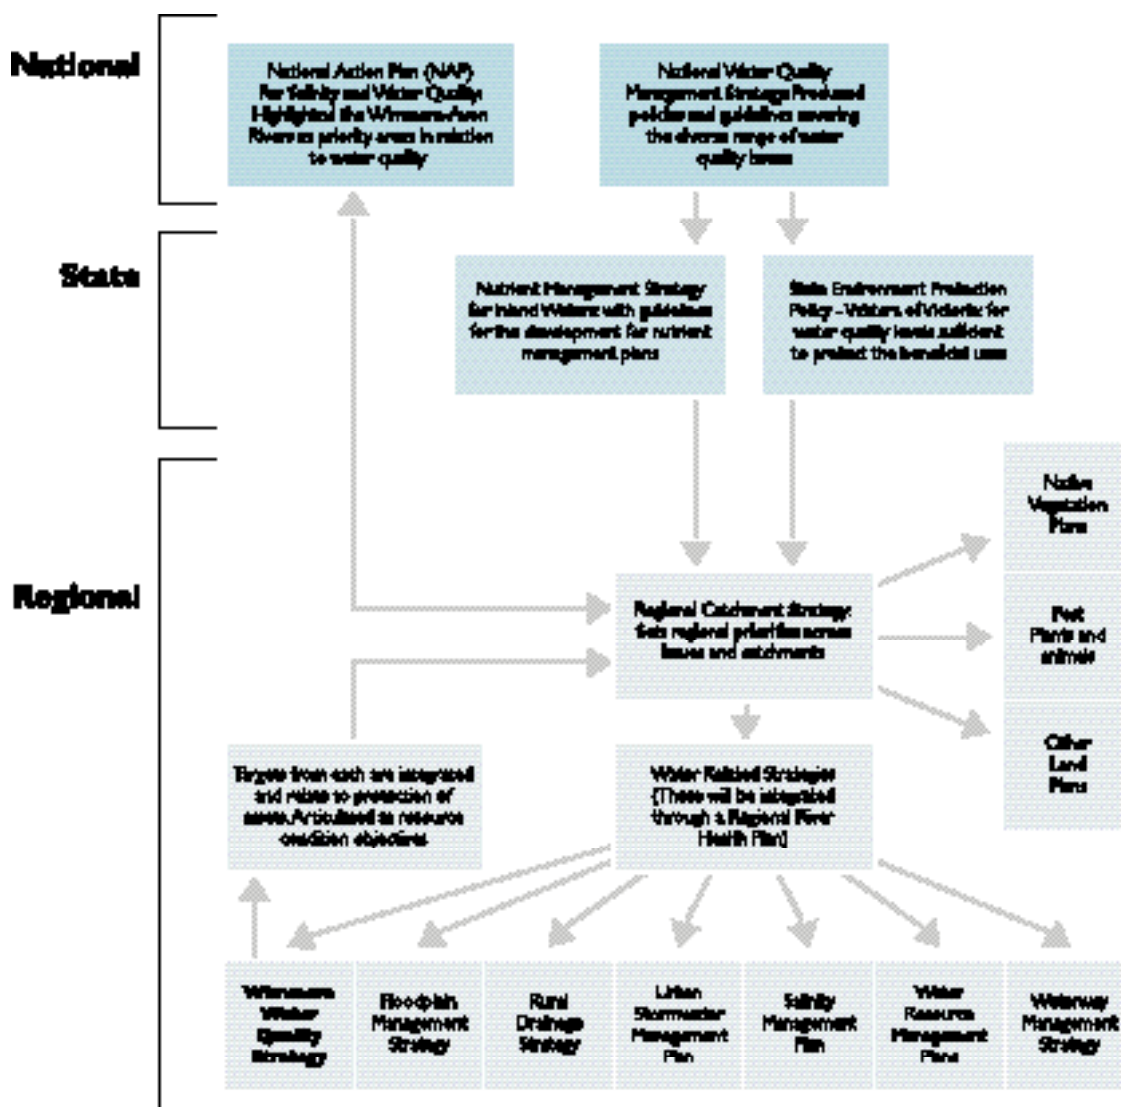 National
National Action Plan (NAP)
For Salinity and Water Quality:
Highlighted the Wimmera-Avon
Rivers as priority areas in relation
to water quality
National Water Quality
Management Strategy: Produced
policies and guidelines covering
the diverse range of water
quality issues
State
Nutrient Management Strategy
for Inland Waters: with guidelines
for the development for nutrient
management plans
State Environment Protection
Policy - Waters of Victoria: for
water quality levels sufficient
to protect the beneficial uses
Regional
Native
Vegetation
Plans
Regional Catchment Strategy:
Sets regional priorities across
issues and catchments
Pest
Plants and
animals
Other
Land
Plans
Targets from each are integrated
and relate to protection of
assets. Articulated as resource
condition objectives
Water Related Strategies
(These will be integrated
through a Regional River
Health Plan)
Wimmera
Water
Quality
Strategy
Floodplain
Management
Strategy
Rural
Drainage
Strategy
Urban
Stormwater
Management
Plan
Salinity
Management
Plan
Water
Resource
Management
Plans
Waterway
Management
Strategy